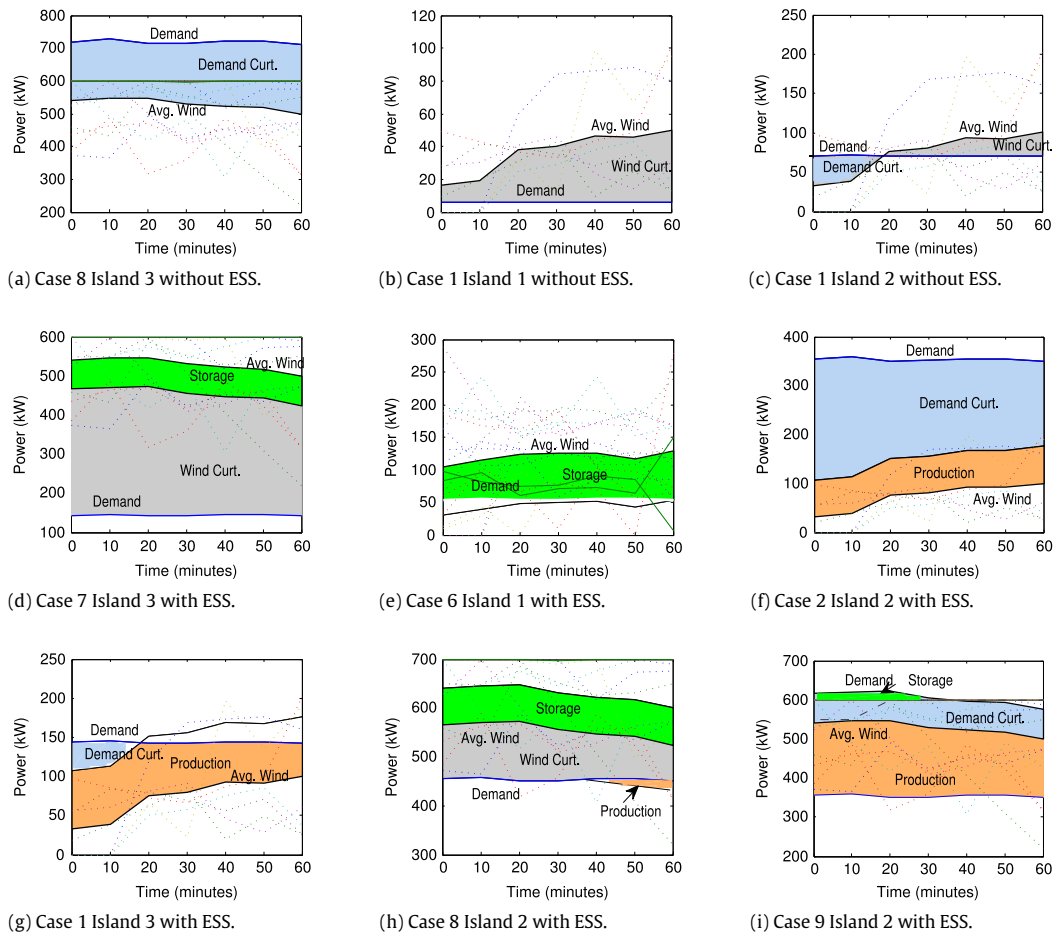 800
700
600
500
400
300
200
Power (kW)
Demand
Demand Curt.
Avg. Wind
0 10 20 30 40 50 60
Time (minutes)
(a) Case 8 Island 3 without ESS.
120
100
80
60
40
20
0
Power (kW)
Avg. Wind
Wind Curt.
Demand
0 10 20 30 40 50 60
Time (minutes)
(b) Case 1 Island 1 without ESS.
250
200
150
100
50
0
Power (kW)
Avg. Wind
Demand
Wind Curt.
Demand Curt.
0 10 20 30 40 50 60
Time (minutes)
(c) Case 1 Island 2 without ESS.
600
500
400
300
200
100
Power (kW)
Avg. Wind
Storage
Wind Curt.
Demand
0 10 20 30 40 50 60
Time (minutes)
(d) Case 7 Island 3 with ESS.
300
250
200
150
100
50
0
Power (kW)
Avg. Wind
Storage
Demand
0 10 20 30 40 50 60
Time (minutes)
(e) Case 6 Island 1 with ESS.
400
300
200
100
0
Power (kW)
Demand
Demand Curt.
Production
Avg. Wind
0 10 20 30 40 50 60
Time (minutes)
(f) Case 2 Island 2 with ESS.
250
200
150
100
50
0
Power (kW)
Demand
Demand Curt.
Production
Avg. Wind
0 10 20 30 40 50 60
Time (minutes)
(g) Case 1 Island 3 with ESS.
700
600
500
400
300
Power (kW)
Storage
Avg. Wind
Wind Curt.
Demand
Production
0 10 20 30 40 50 60
Time (minutes)
(h) Case 8 Island 2 with ESS.
700
600
500
400
300
200
Power (kW)
Demand
Storage
Demand Curt.
Avg. Wind
Production
0 10 20 30 40 50 60
Time (minutes)
(i) Case 9 Island 2 with ESS.